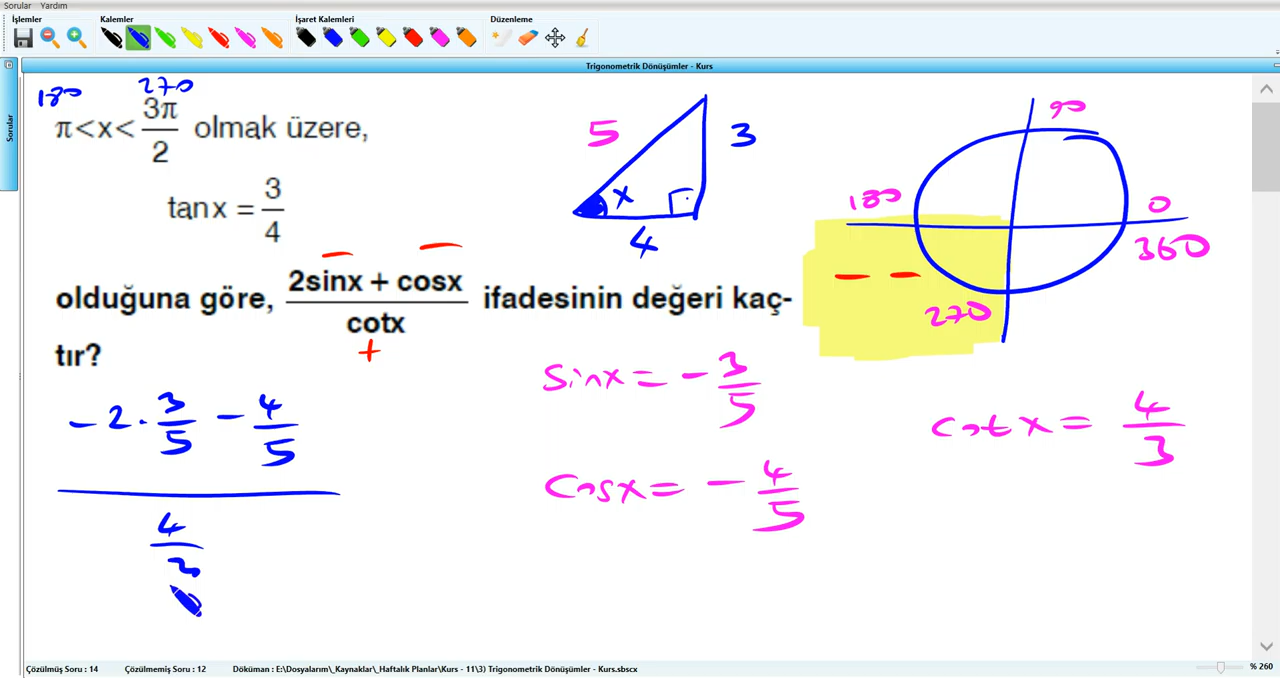 Sorular Yardım
İşlemler Kalemler İşaret Kalemleri Düzenleme
Trigonometrik Dönüşümler - Kurs
Sorular
180 270
π<x<3π/2 olmak üzere,
tanx = 3/4
olduğuna göre, (2sinx + cosx)/cotx ifadesinin değeri kaç-
tır?
− −
+
5 3
x
4
90
180 0
360
270
− −
sinx = − 3/5
cosx = − 4/5
cotx = 4/3
− 2 · 3/5 − 4/5
4/3
Çözülmüş Soru : 14 Çözülmemiş Soru : 12 Döküman : E:\Dosyalarım\_Kaynaklar\_Haftalık Planlar\Kurs - 11\3) Trigonometrik Dönüşümler - Kurs.sbscx % 260